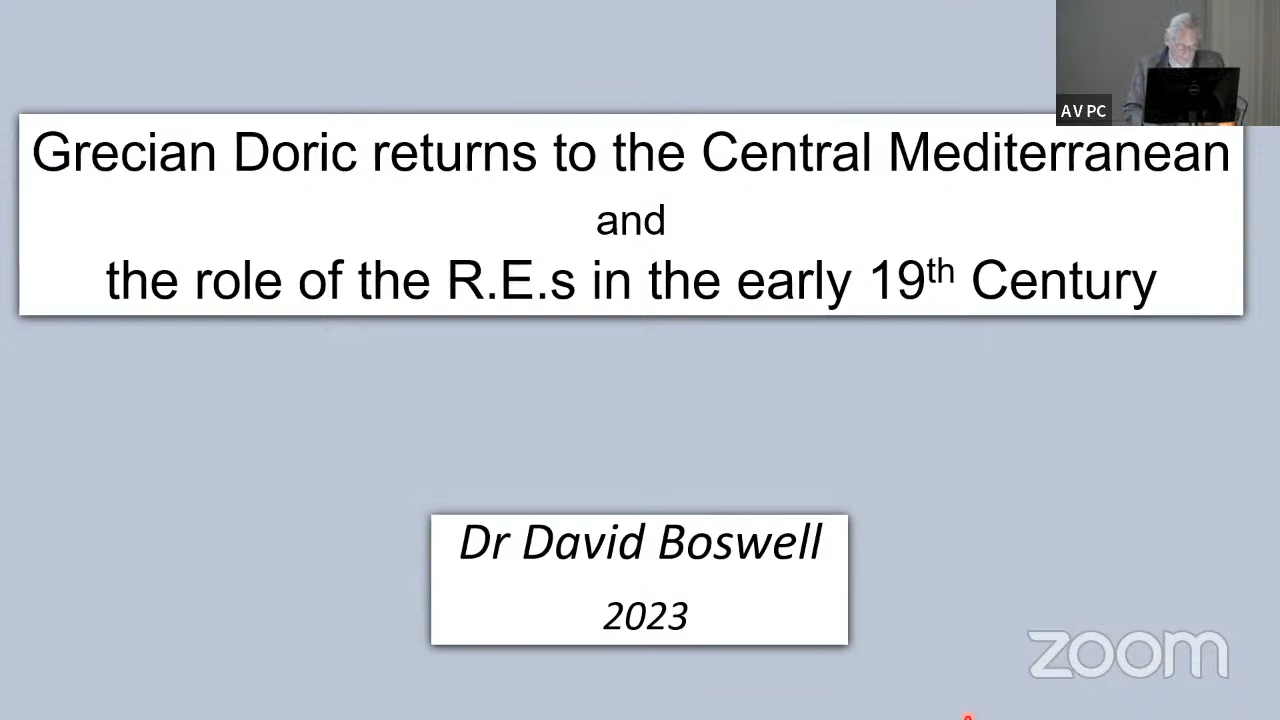 AV PC
Grecian Doric returns to the Central Mediterranean
and
the role of the R.E.s in the early 19th Century
Dr David Boswell
2023
zoom